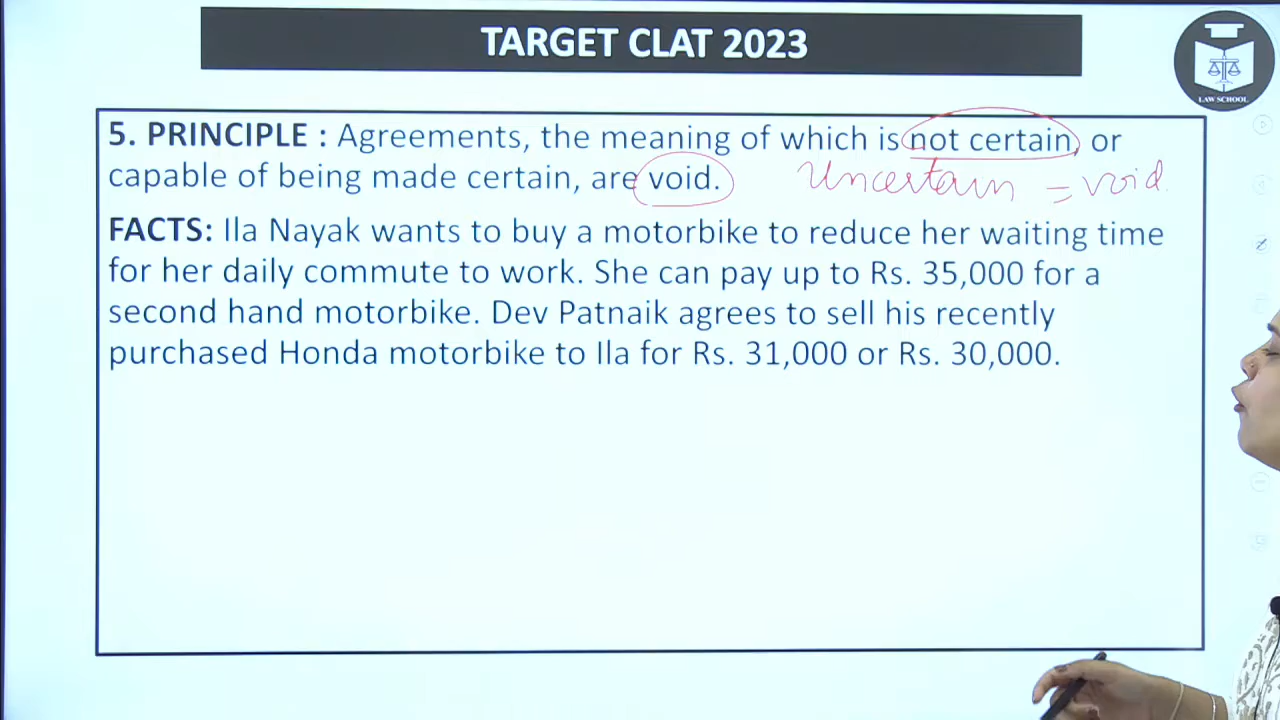 TARGET CLAT 2023
LAW SCHOOL
5. PRINCIPLE : Agreements, the meaning of which is not certain, or
capable of being made certain, are void.
Uncertain = void.
FACTS: Ila Nayak wants to buy a motorbike to reduce her waiting time
for her daily commute to work. She can pay up to Rs. 35,000 for a
second hand motorbike. Dev Patnaik agrees to sell his recently
purchased Honda motorbike to Ila for Rs. 31,000 or Rs. 30,000.